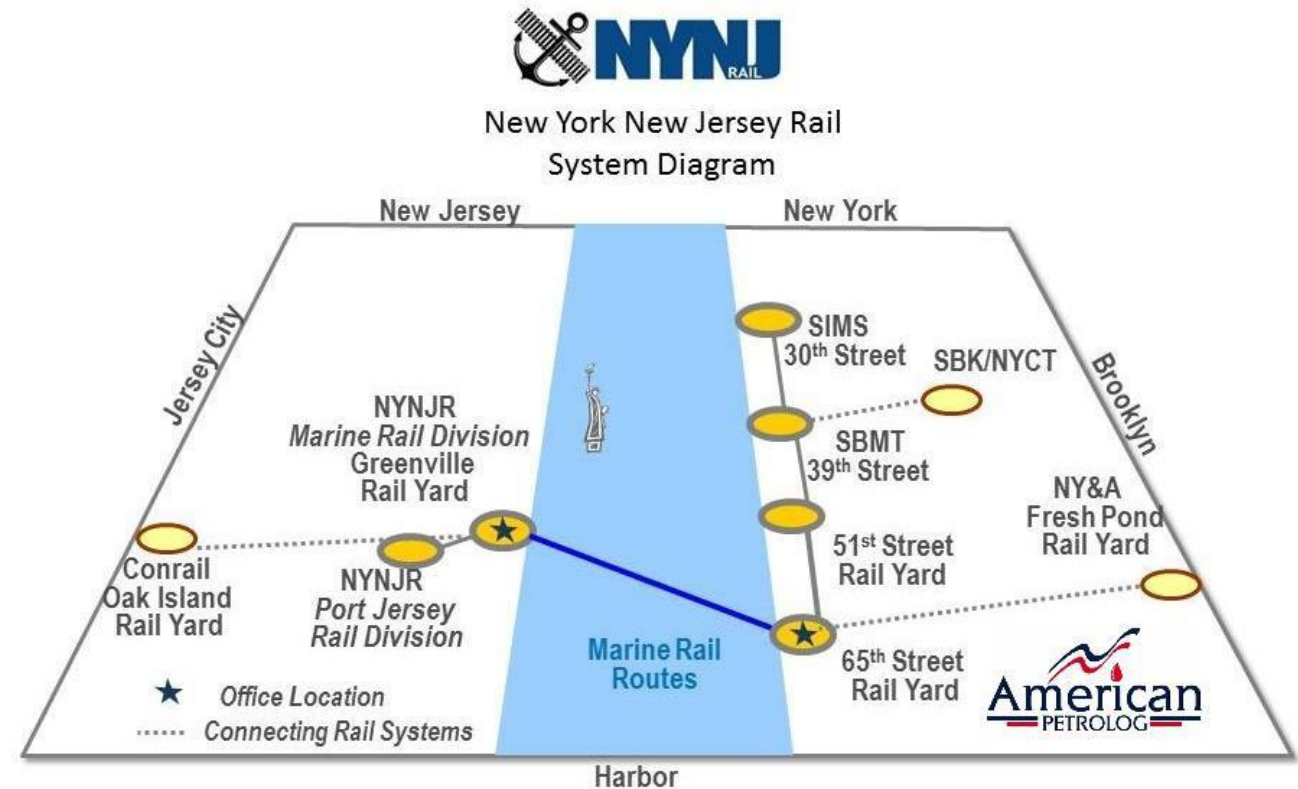 NYNJ
RAIL
New York New Jersey Rail
System Diagram
New Jersey
New York
Jersey City
Brooklyn
SIMS
30th Street
SBK/NYCT
NYNJR
Marine Rail Division
Greenville
Rail Yard
SBMT
39th Street
NY&A
Fresh Pond
Rail Yard
51st Street
Rail Yard
Conrail
Oak Island
Rail Yard
NYNJR
Port Jersey
Rail Division
Marine Rail
Routes
65th Street
Rail Yard
American
PETROLOG
Office Location
Connecting Rail Systems
Harbor